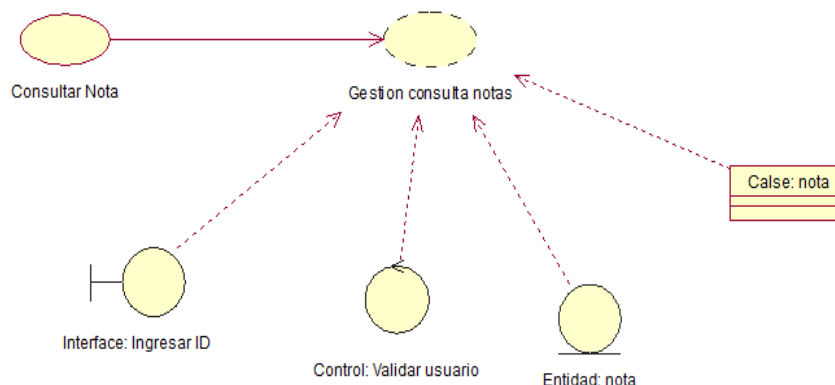 Consultar Nota
Gestion consulta notas
Calse: nota
Interface: Ingresar ID
Control: Validar usuario
Entidad: nota